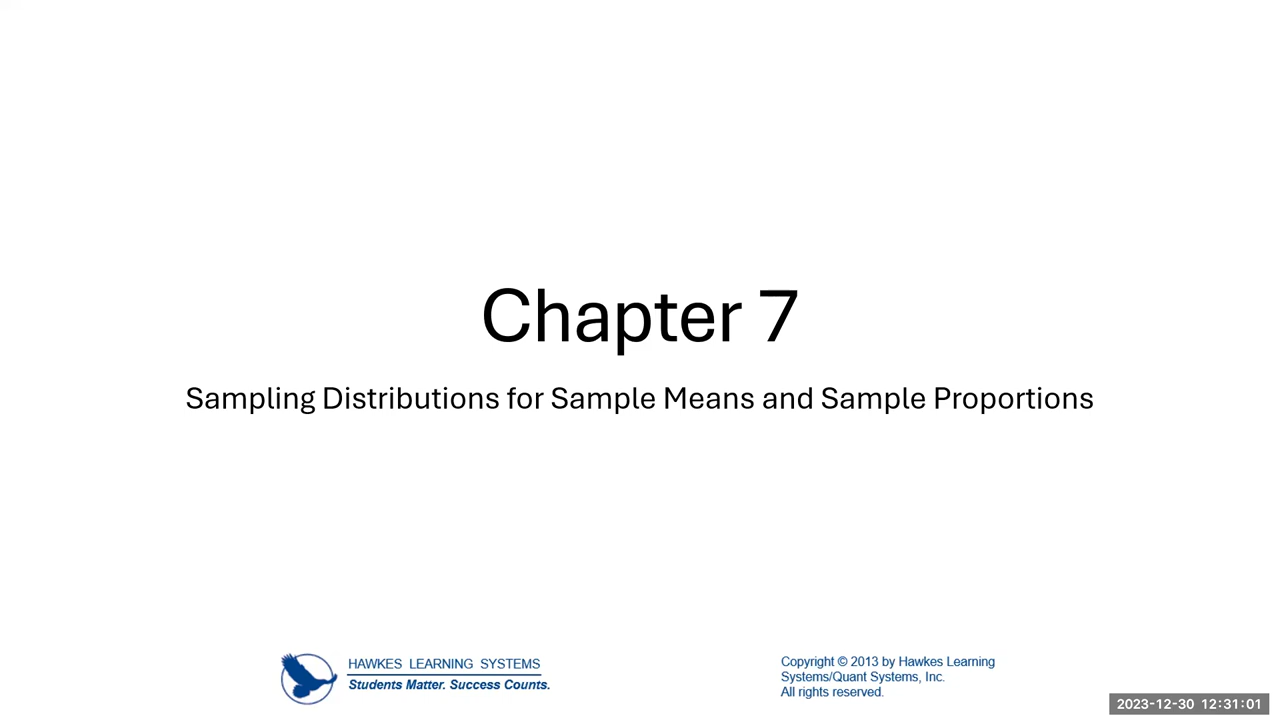 Chapter 7
Sampling Distributions for Sample Means and Sample Proportions
HAWKES LEARNING SYSTEMS
Students Matter. Success Counts.
Copyright © 2013 by Hawkes Learning
Systems/Quant Systems, Inc.
All rights reserved.
2023-12-30 12:31:01